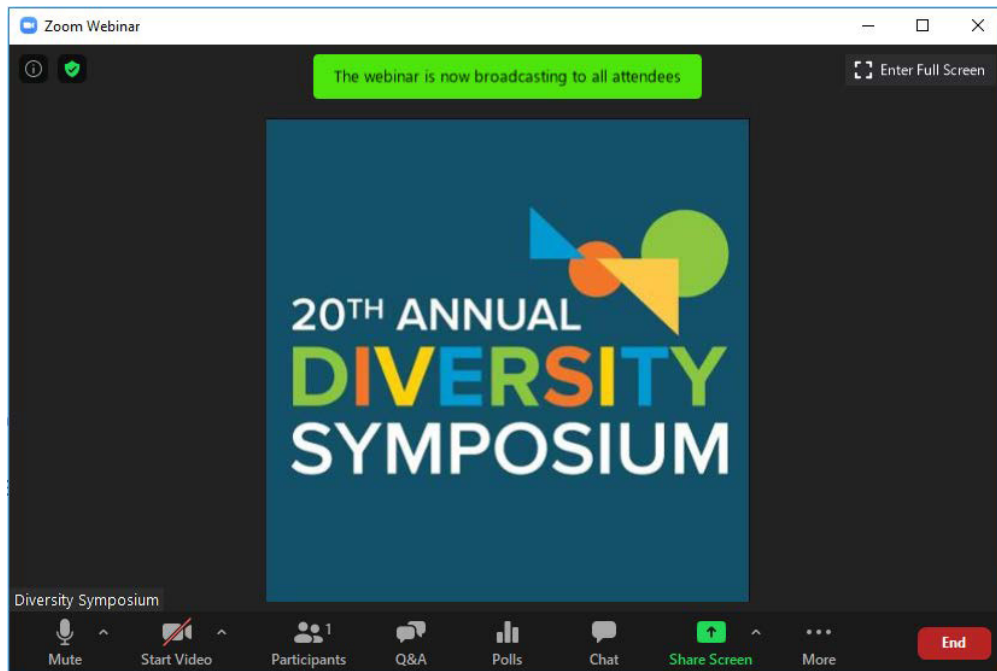 Zoom Webinar
The webinar is now broadcasting to all attendees
Enter Full Screen
20TH ANNUAL
DIVERSITY
SYMPOSIUM
Diversity Symposium
1
Mute Start Video Participants Q&A Polls Chat Share Screen More End